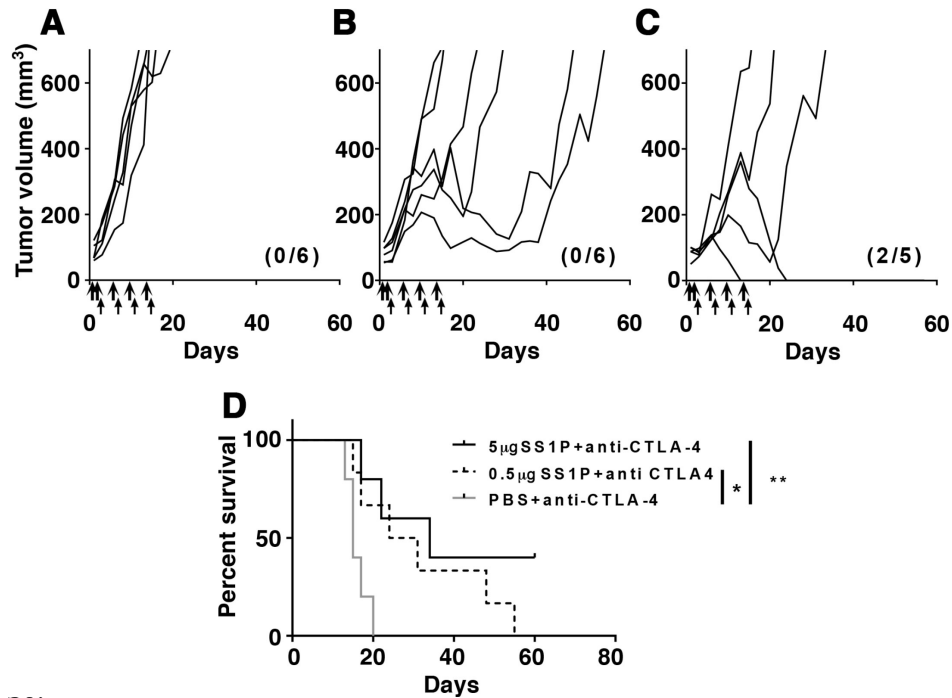 A
B
C
Tumor volume (mm³)
600
400
200
0
(0/6)
0 20 40 60
Days
600
400
200
0
(0/6)
0 20 40 60
Days
600
400
200
0
(2/5)
0 20 40 60
Days
D
Percent survival
100
50
0
5µgSS1P+anti-CTLA-4
0.5µgSS1P+anti CTLA4
PBS+anti-CTLA-4
*
**
0 20 40 60 80
Days